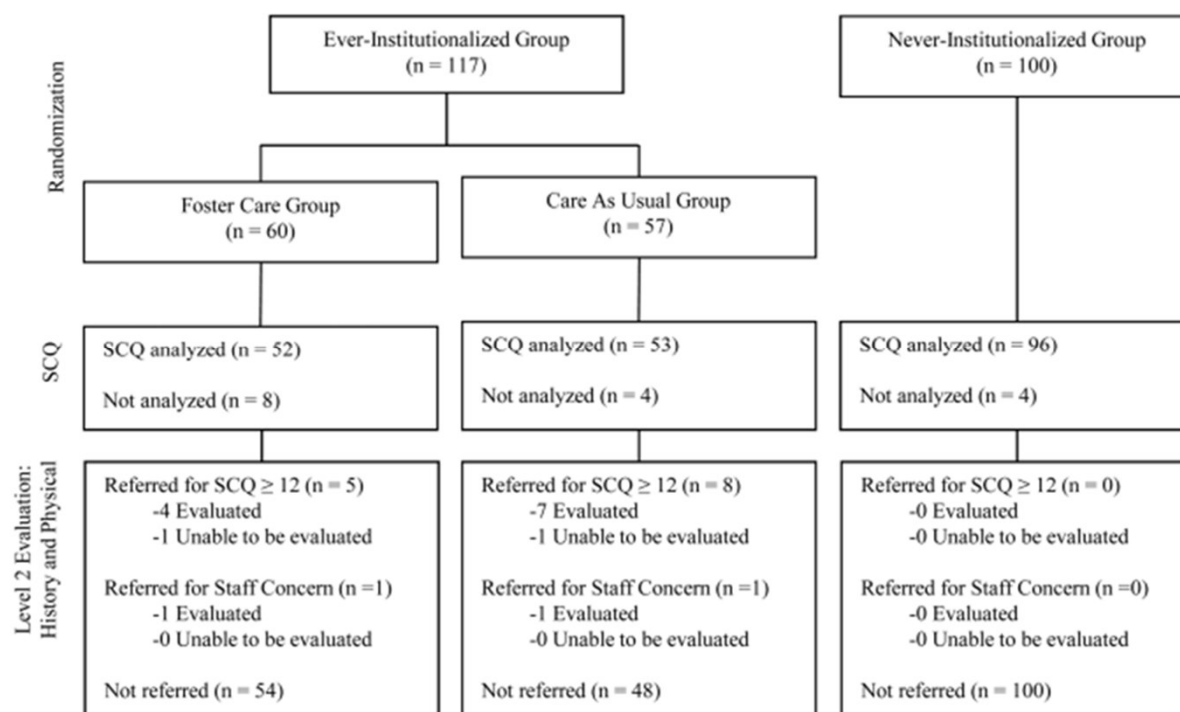 Ever-Institutionalized Group
(n = 117)
Never-Institutionalized Group
(n = 100)
Randomization
Foster Care Group
(n = 60)
Care As Usual Group
(n = 57)
SCQ
SCQ analyzed (n = 52)
Not analyzed (n = 8)
SCQ analyzed (n = 53)
Not analyzed (n = 4)
SCQ analyzed (n = 96)
Not analyzed (n = 4)
Level 2 Evaluation:
History and Physical
Referred for SCQ ≥ 12 (n = 5)
-4 Evaluated
-1 Unable to be evaluated
Referred for Staff Concern (n =1)
-1 Evaluated
-0 Unable to be evaluated
Not referred (n = 54)
Referred for SCQ ≥ 12 (n = 8)
-7 Evaluated
-1 Unable to be evaluated
Referred for Staff Concern (n =1)
-1 Evaluated
-0 Unable to be evaluated
Not referred (n = 48)
Referred for SCQ ≥ 12 (n = 0)
-0 Evaluated
-0 Unable to be evaluated
Referred for Staff Concern (n =0)
-0 Evaluated
-0 Unable to be evaluated
Not referred (n = 100)